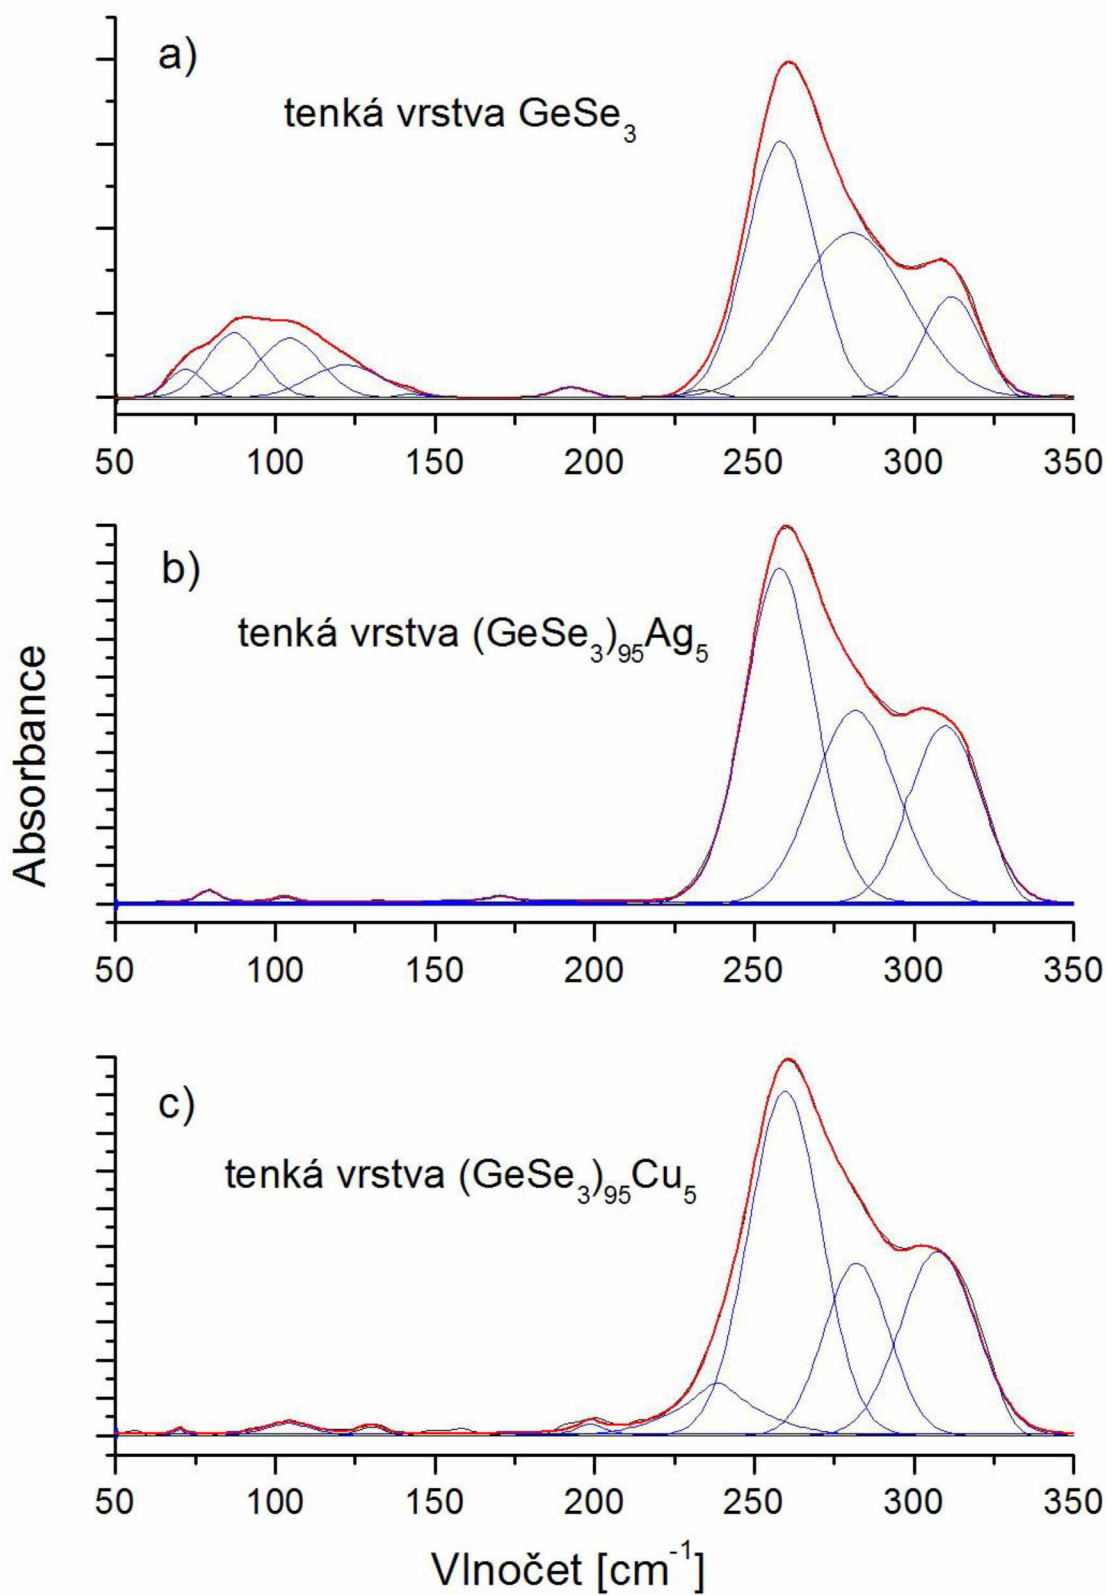 a)
tenká vrstva GeSe₃
50 100 150 200 250 300 350
b)
tenká vrstva (GeSe₃)₉₅Ag₅
Absorbance
50 100 150 200 250 300 350
c)
tenká vrstva (GeSe₃)₉₅Cu₅
50 100 150 200 250 300 350
Vlnočet [cm⁻¹]